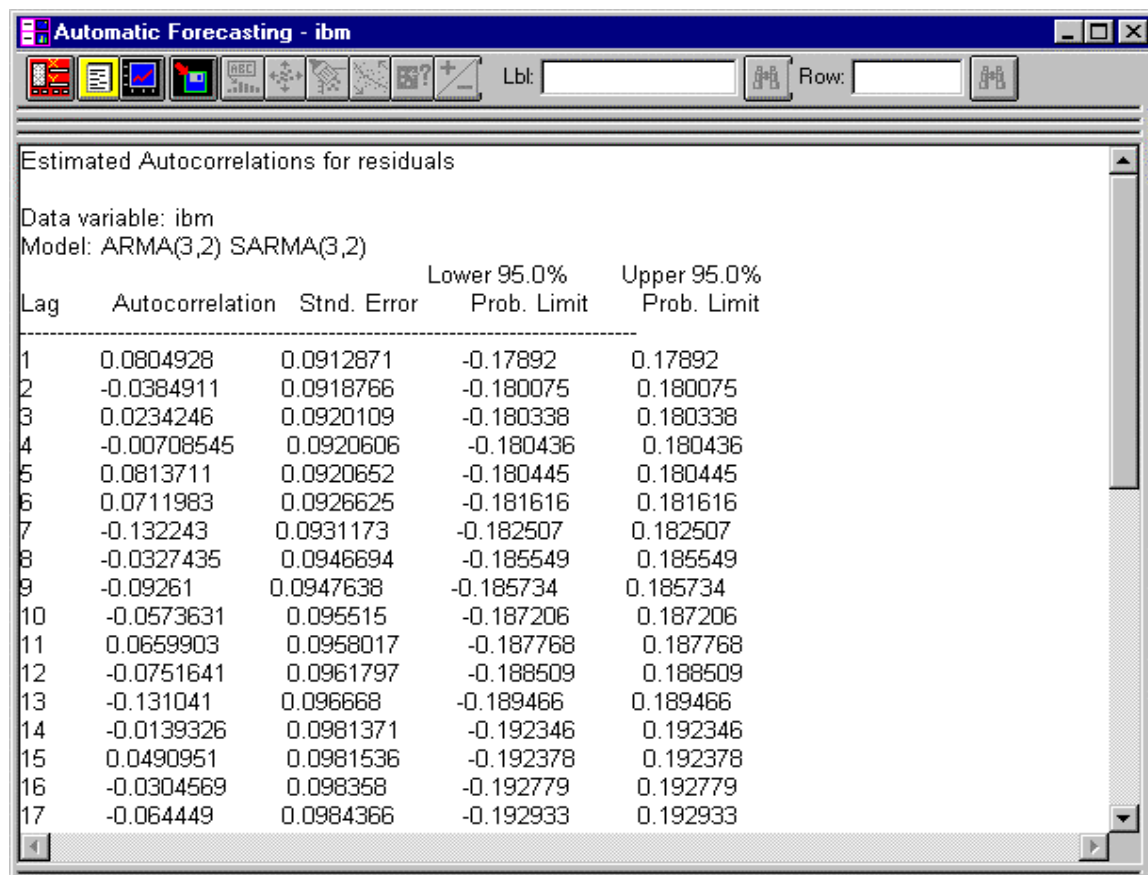 Automatic Forecasting - ibm
ABC Lbl: Row:
Estimated Autocorrelations for residuals
Data variable: ibm
Model: ARMA(3,2) SARMA(3,2)
Lower 95.0% Upper 95.0%
Lag Autocorrelation Stnd. Error Prob. Limit Prob. Limit
--------------------------------------------------------------------------------
1 0.0804928 0.0912871 -0.17892 0.17892
2 -0.0384911 0.0918766 -0.180075 0.180075
3 0.0234246 0.0920109 -0.180338 0.180338
4 -0.00708545 0.0920606 -0.180436 0.180436
5 0.0813711 0.0920652 -0.180445 0.180445
6 0.0711983 0.0926625 -0.181616 0.181616
7 -0.132243 0.0931173 -0.182507 0.182507
8 -0.0327435 0.0946694 -0.185549 0.185549
9 -0.09261 0.0947638 -0.185734 0.185734
10 -0.0573631 0.095515 -0.187206 0.187206
11 0.0659903 0.0958017 -0.187768 0.187768
12 -0.0751641 0.0961797 -0.188509 0.188509
13 -0.131041 0.096668 -0.189466 0.189466
14 -0.0139326 0.0981371 -0.192346 0.192346
15 0.0490951 0.0981536 -0.192378 0.192378
16 -0.0304569 0.098358 -0.192779 0.192779
17 -0.064449 0.0984366 -0.192933 0.192933